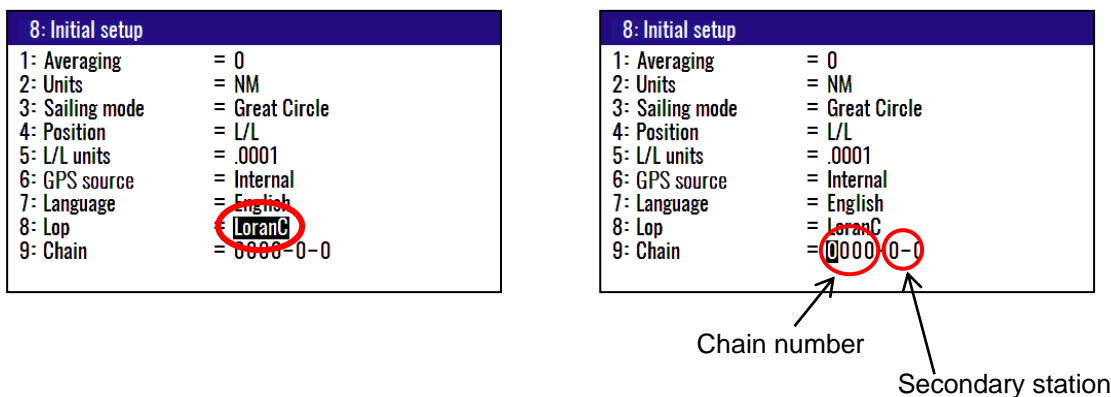 8: Initial setup
1: Averaging = 0
2: Units = NM
3: Sailing mode = Great Circle
4: Position = L/L
5: L/L units = .0001
6: GPS source = Internal
7: Language = English
8: Lop = LoranC
9: Chain = 0000-0-0
8: Initial setup
1: Averaging = 0
2: Units = NM
3: Sailing mode = Great Circle
4: Position = L/L
5: L/L units = .0001
6: GPS source = Internal
7: Language = English
8: Lop = LoranC
9: Chain = 0000-0-0
Chain number
Secondary station